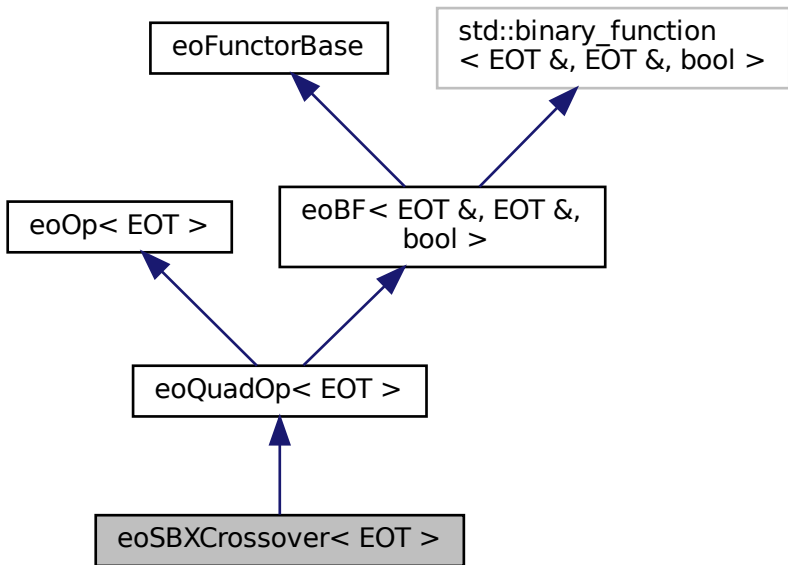 std::binary_function
< EOT &, EOT &, bool >
eoFunctorBase
eoBF< EOT &, EOT &,
bool >
eoOp< EOT >
eoQuadOp< EOT >
eoSBXCrossover< EOT >